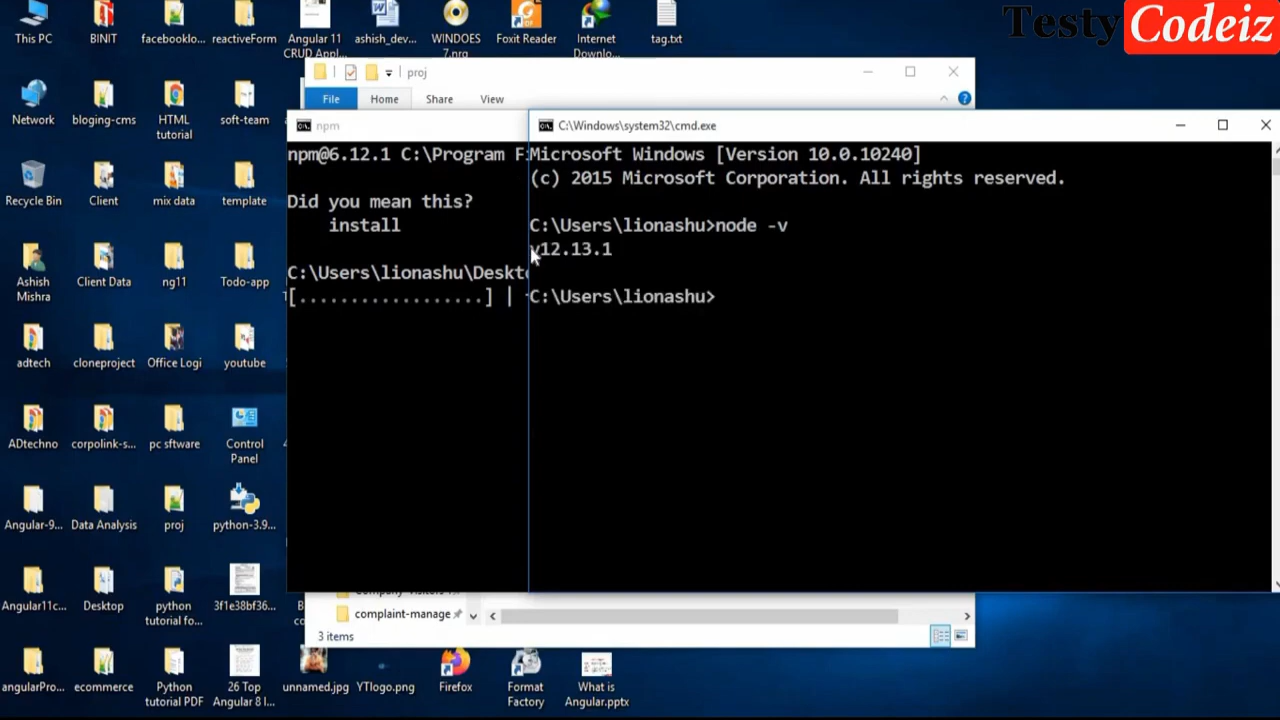 Testy Codeiz
This PC
BINIT
facebooklo...
reactiveForm
Angular 11
CRUD Appl...
ashish_dev...
WINDOES
7.nrg
Foxit Reader
Internet
Downlo...
tag.txt
proj
File
Home
Share
View
Network
bloging-cms
HTML
tutorial
soft-team
npm
C:\Windows\system32\cmd.exe
npm@6.12.1 C:\Program F
Did you mean this?
install
C:\Users\lionashu\Deskt
[..................] |
Microsoft Windows [Version 10.0.10240]
(c) 2015 Microsoft Corporation. All rights reserved.
C:\Users\lionashu>node -v
v12.13.1
C:\Users\lionashu>
Recycle Bin
Client
mix data
template
Ashish
Mishra
Client Data
ng11
Todo-app
adtech
cloneproject
Office Logi
youtube
ADtechno
corpolink-s...
pc sftware
Control
Panel
Angular-9...
Data Analysis
proj
python-3.9...
Angular11c...
Desktop
python
tutorial fo...
3f1e38bf36...
complaint-manage
3 items
angularPro...
ecommerce
Python
tutorial PDF
26 Top
Angular 8 I...
unnamed.jpg
YTlogo.png
Firefox
Format
Factory
What is
Angular.pptx